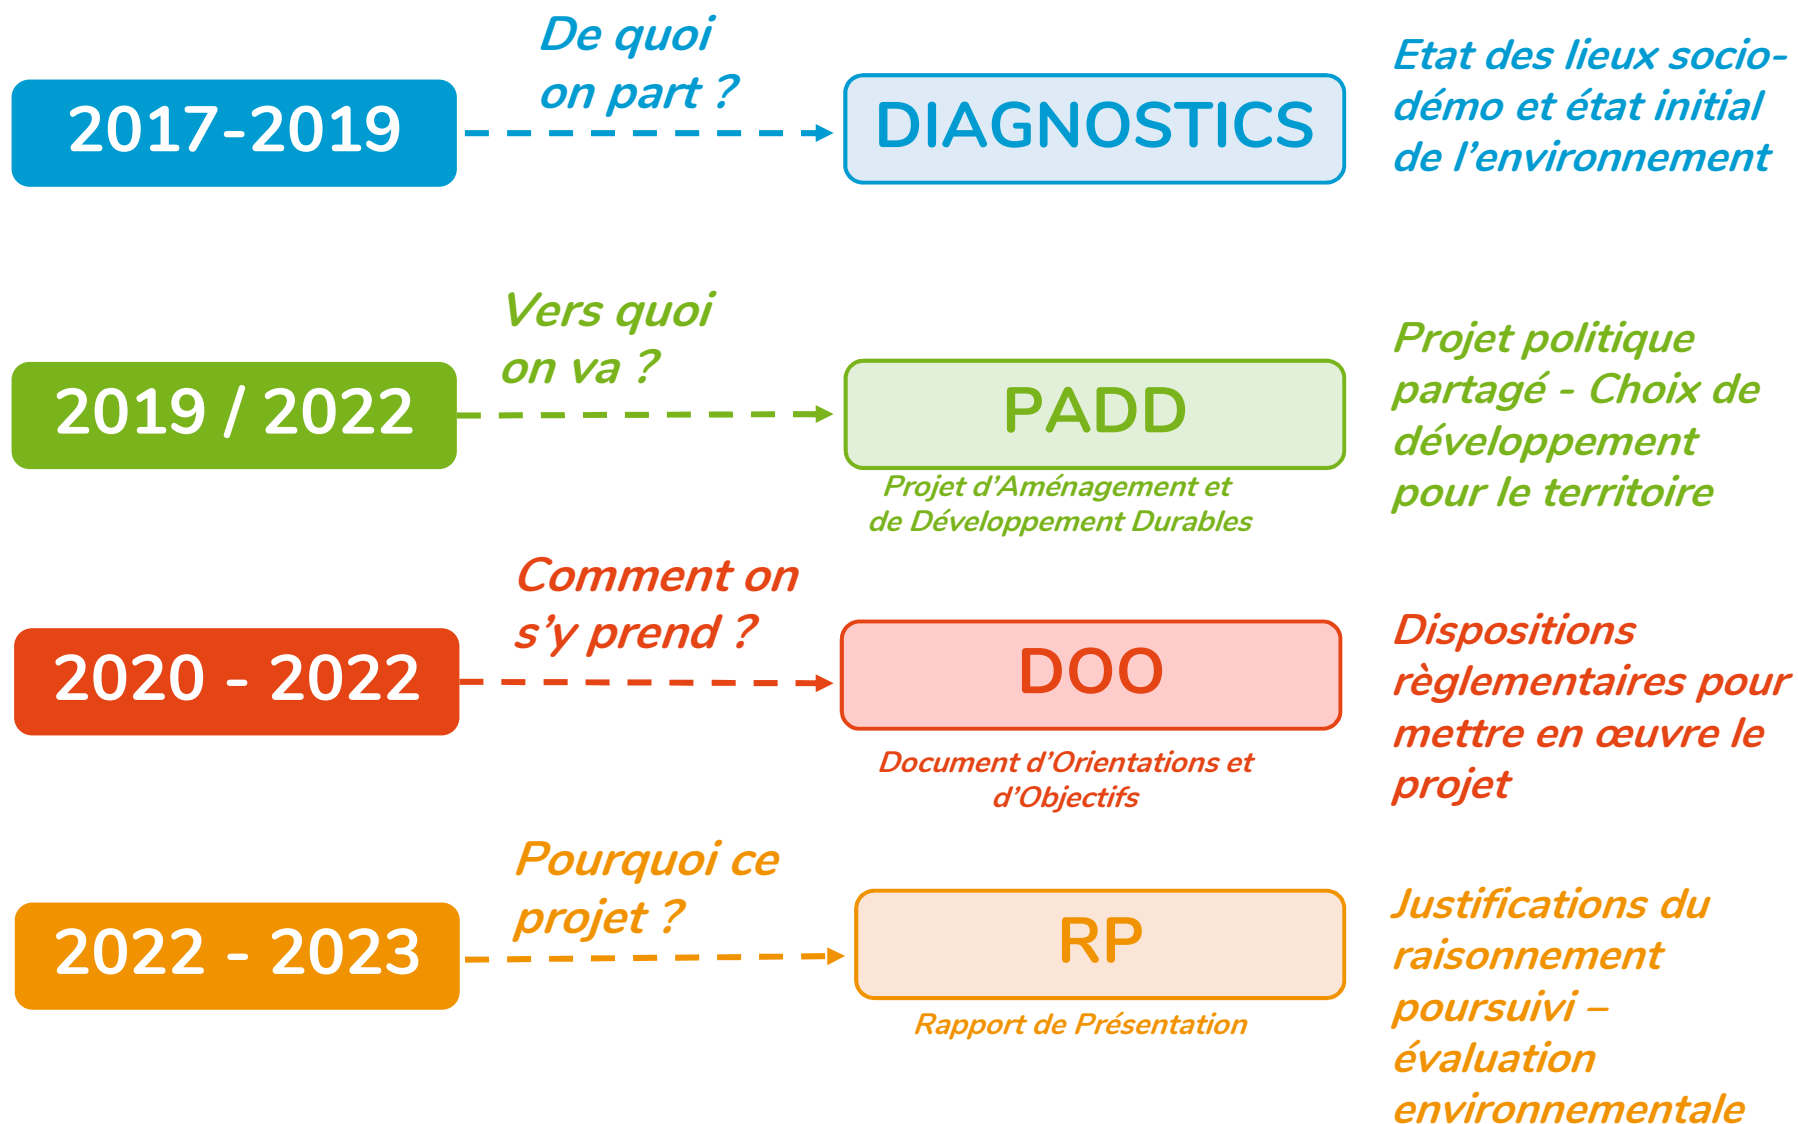 2017-2019
De quoi
on part ?
DIAGNOSTICS
Etat des lieux socio-
démo et état initial
de l’environnement
2019 / 2022
Vers quoi
on va ?
PADD
Projet d’Aménagement et
de Développement Durables
Projet politique
partagé - Choix de
développement
pour le territoire
2020 - 2022
Comment on
s’y prend ?
DOO
Document d’Orientations et
d’Objectifs
Dispositions
règlementaires pour
mettre en œuvre le
projet
2022 - 2023
Pourquoi ce
projet ?
RP
Rapport de Présentation
Justifications du
raisonnement
poursuivi –
évaluation
environnementale